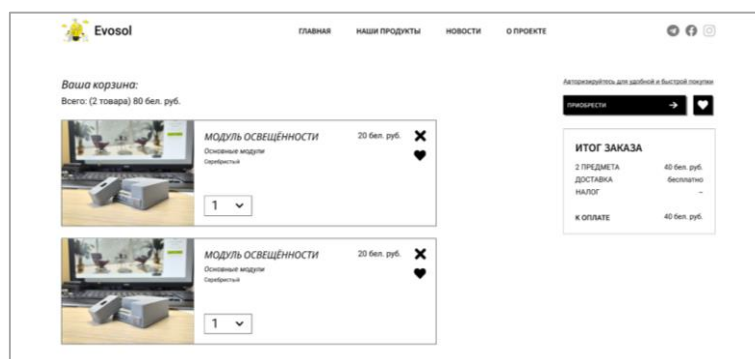 Evosol
ГЛАВНАЯ НАШИ ПРОДУКТЫ НОВОСТИ О ПРОЕКТЕ
Ваша корзина:
Всего: (2 товара) 80 бел. руб.
МОДУЛЬ ОСВЕЩЁННОСТИ 20 бел. руб.
Основные модули
Серебристый
1
МОДУЛЬ ОСВЕЩЁННОСТИ 20 бел. руб.
Основные модули
Серебристый
1
Авторизируйтесь для удобной и быстрой покупки
ПРИОБРЕСТИ
ИТОГ ЗАКАЗА
2 ПРЕДМЕТА 40 бел. руб.
ДОСТАВКА бесплатно
НАЛОГ –
К ОПЛАТЕ 40 бел. руб.